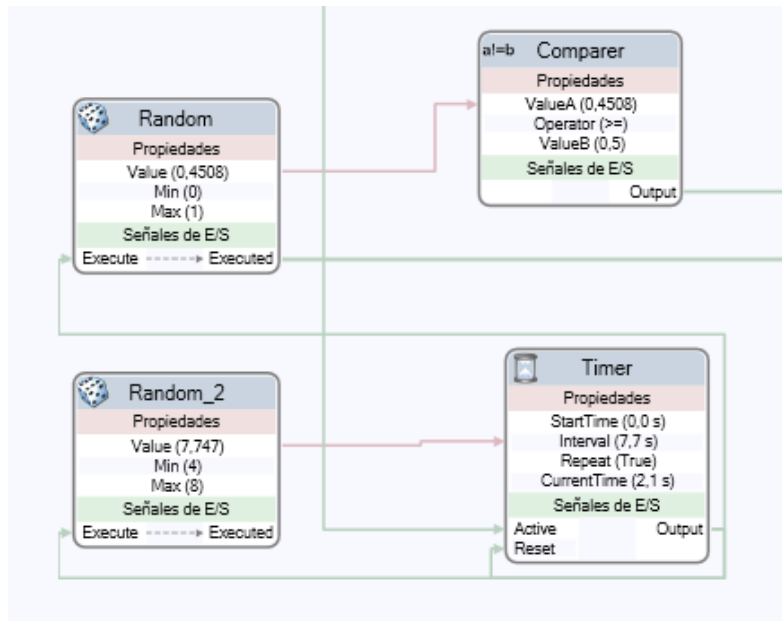 a!=b Comparer
Propiedades
ValueA (0,4508)
Operator (>=)
ValueB (0,5)
Señales de E/S
Output
Random
Propiedades
Value (0,4508)
Min (0)
Max (1)
Señales de E/S
Execute Executed
Random_2
Propiedades
Value (7,747)
Min (4)
Max (8)
Señales de E/S
Execute Executed
Timer
Propiedades
StartTime (0,0 s)
Interval (7,7 s)
Repeat (True)
CurrentTime (2,1 s)
Señales de E/S
Active Output
Reset